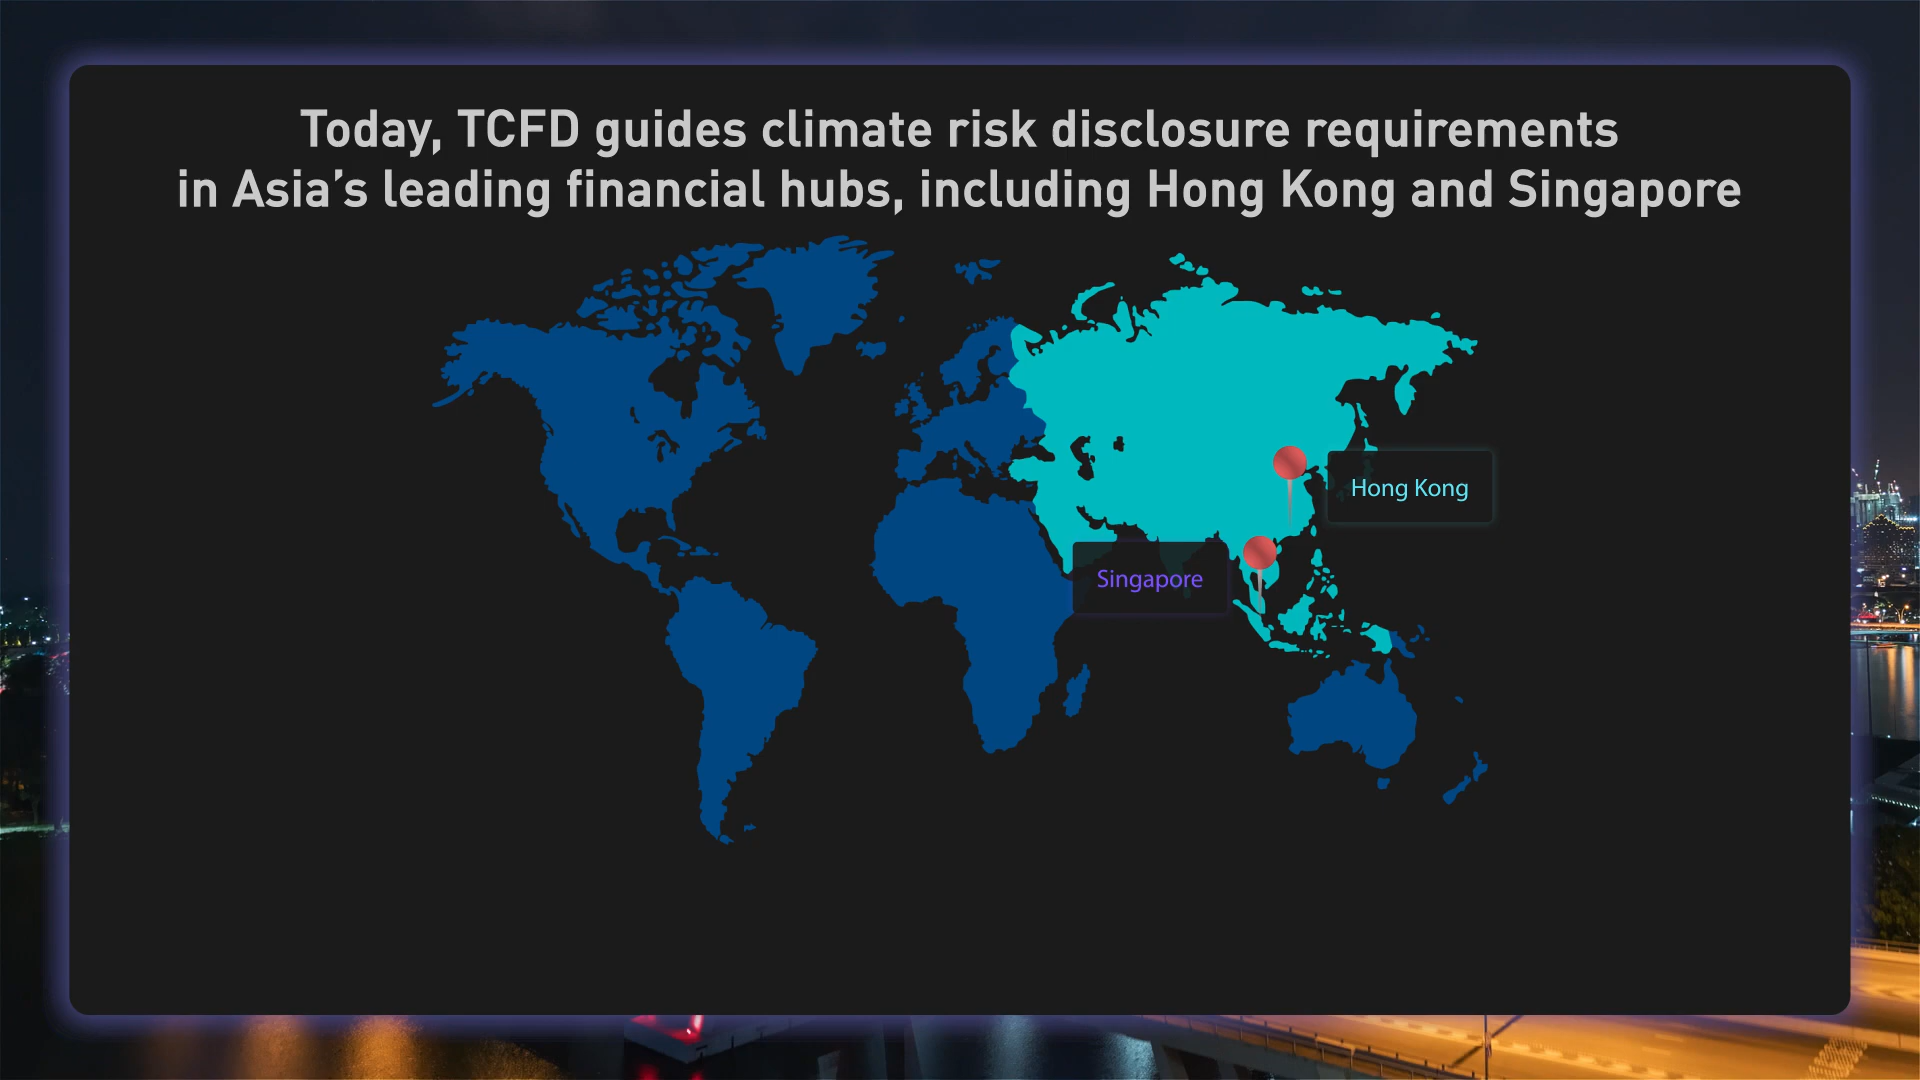 Today, TCFD guides climate risk disclosure requirements
in Asia’s leading financial hubs, including Hong Kong and Singapore
Hong Kong
Singapore